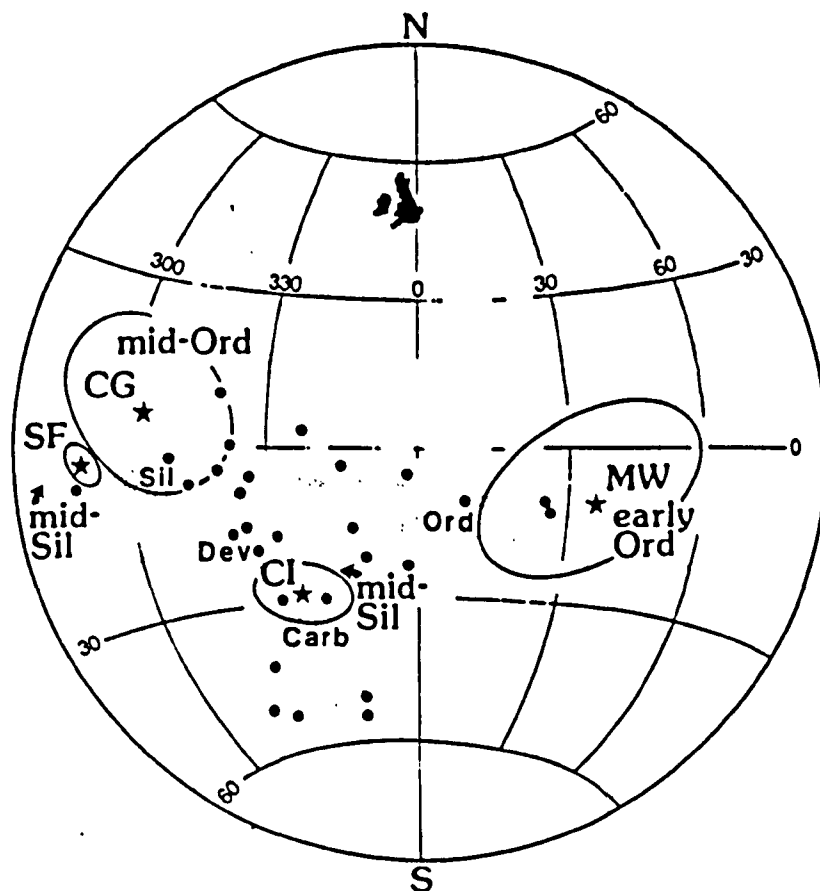 N
60
300
330
0
30
60
30
mid-Ord
CG
SF
Sil
mid-
Sil
0
MW
early
Ord
Ord
Dev
CI
mid-
Sil
Carb
30
60
S